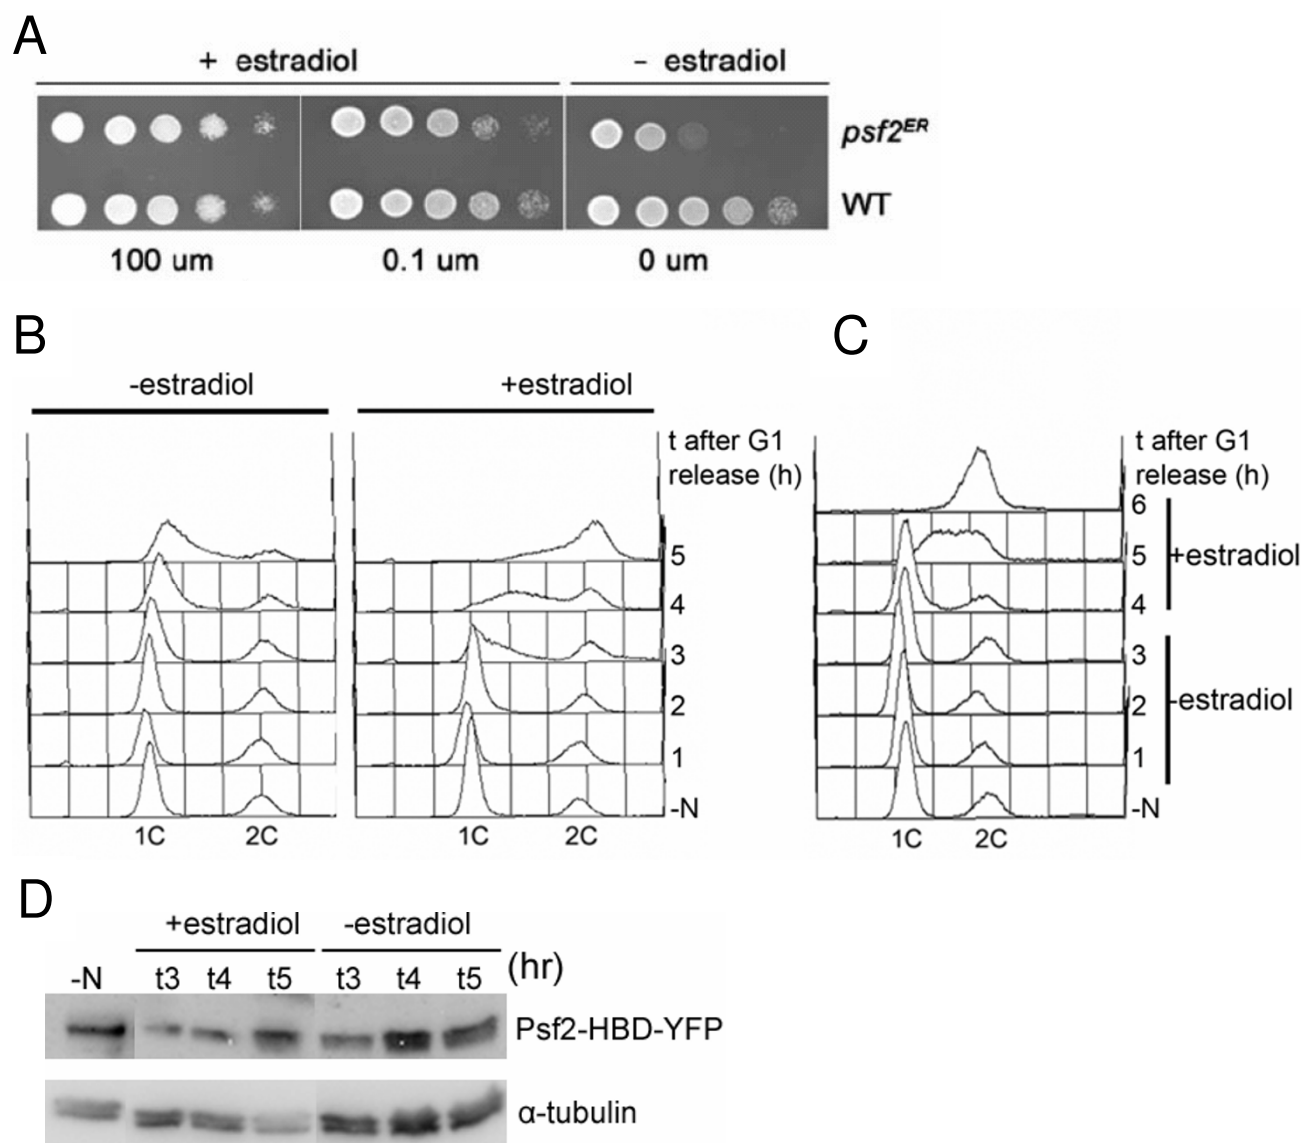 A
+ estradiol
- estradiol
psf2ER
WT
100 um
0.1 um
0 um
B
C
-estradiol
+estradiol
t after G1
release (h)
5
4
3
2
1
-N
1C
2C
1C
2C
t after G1
release (h)
6
5
4
3
2
1
-N
+estradiol
-estradiol
1C
2C
D
+estradiol
-estradiol
-N
t3
t4
t5
t3
t4
t5
(hr)
Psf2-HBD-YFP
α-tubulin